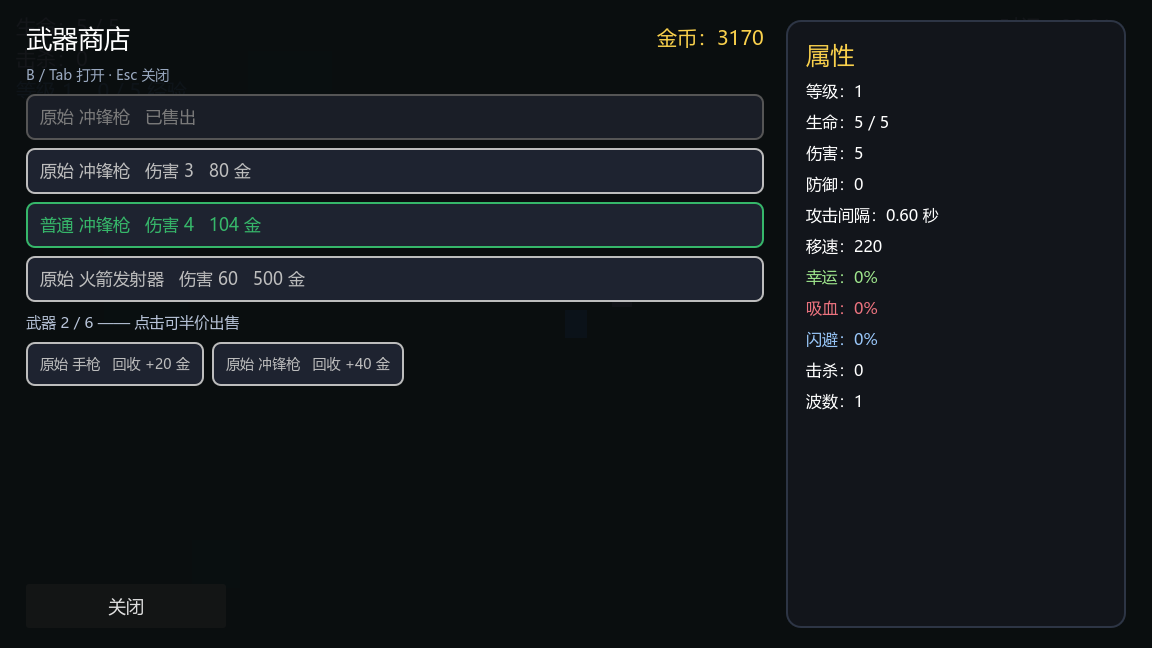 武器商店
金币：3170
B / Tab 打开 · Esc 关闭
原始 冲锋枪 已售出
原始 冲锋枪 伤害 3 80 金
普通 冲锋枪 伤害 4 104 金
原始 火箭发射器 伤害 60 500 金
武器 2 / 6 —— 点击可半价出售
原始 手枪 回收 +20 金
原始 冲锋枪 回收 +40 金
关闭
属性
等级：1
生命：5 / 5
伤害：5
防御：0
攻击间隔：0.60 秒
移速：220
幸运：0%
吸血：0%
闪避：0%
击杀：0
波数：1